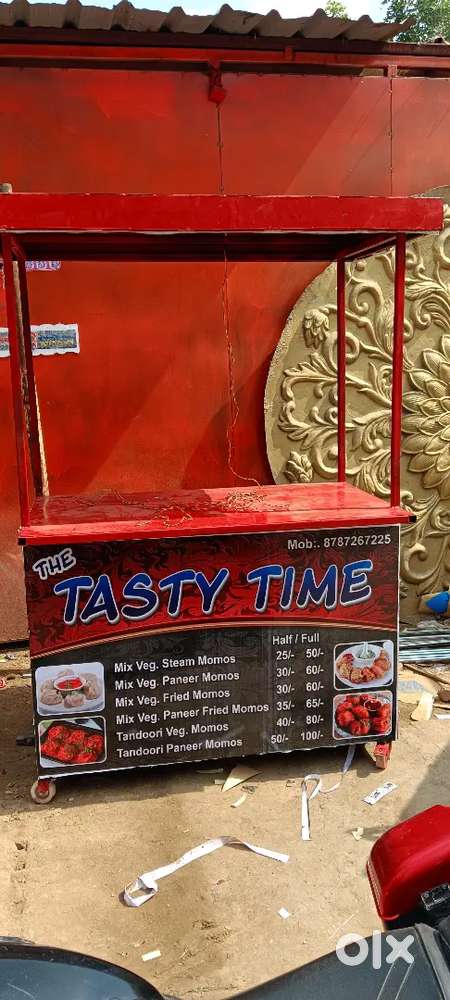 Mob:. 8787267225
THE
TASTY TIME
Half / Full
Mix Veg. Steam Momos 25/- 50/-
Mix Veg. Paneer Momos 30/- 60/-
Mix Veg. Fried Momos 30/- 60/-
Mix Veg. Paneer Fried Momos 35/- 65/-
Tandoori Veg. Momos 40/- 80/-
Tandoori Paneer Momos 50/- 100/-
olx